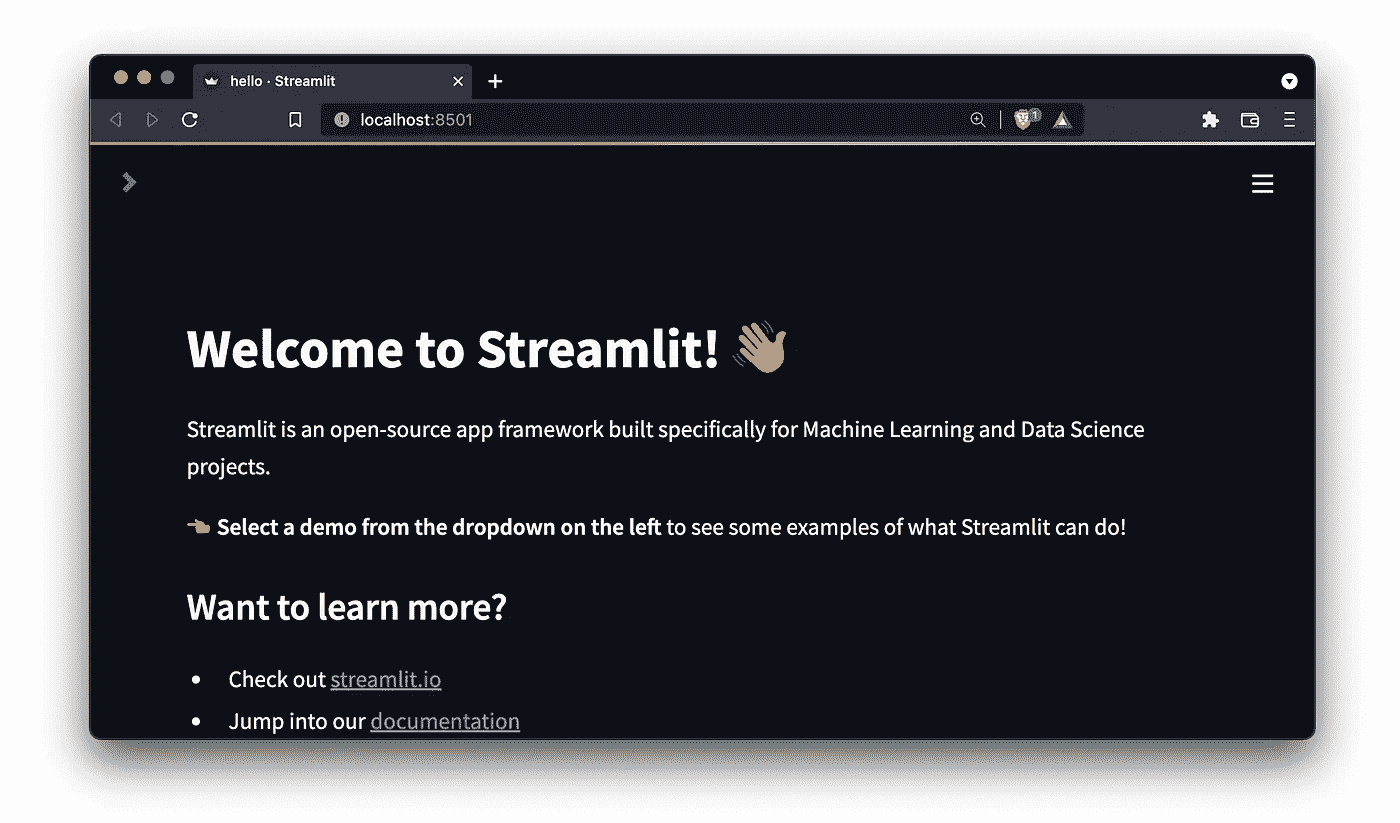 hello · Streamlit
localhost:8501
1
Welcome to Streamlit! 👋
Streamlit is an open-source app framework built specifically for Machine Learning and Data Science
projects.
👈 Select a demo from the dropdown on the left to see some examples of what Streamlit can do!
Want to learn more?
• Check out streamlit.io
• Jump into our documentation